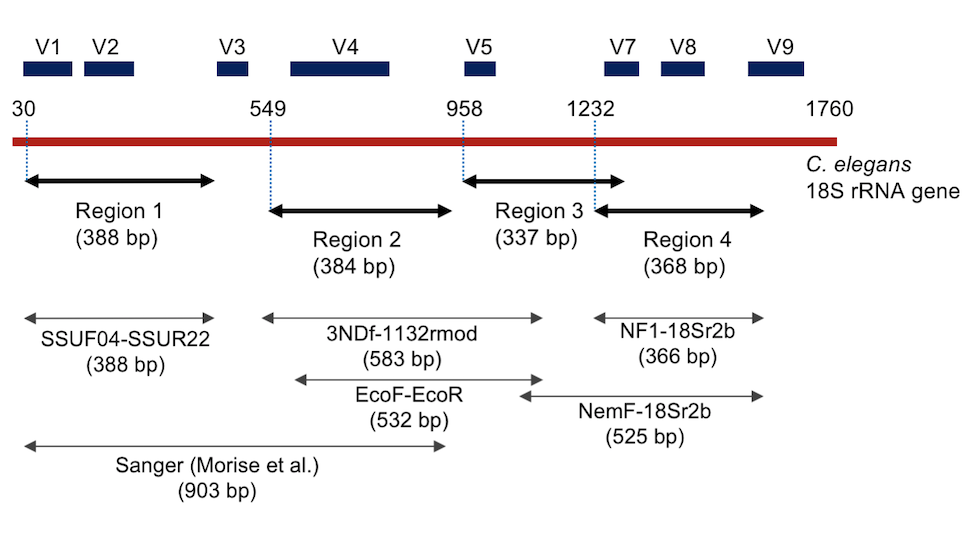 V1 V2 V3 V4 V5 V7 V8 V9
30 549 958 1232 1760
C. elegans
18S rRNA gene
Region 1
(388 bp)
Region 2
(384 bp)
Region 3
(337 bp)
Region 4
(368 bp)
SSUF04-SSUR22
(388 bp)
3NDf-1132rmod
(583 bp)
NF1-18Sr2b
(366 bp)
EcoF-EcoR
(532 bp)
NemF-18Sr2b
(525 bp)
Sanger (Morise et al.)
(903 bp)